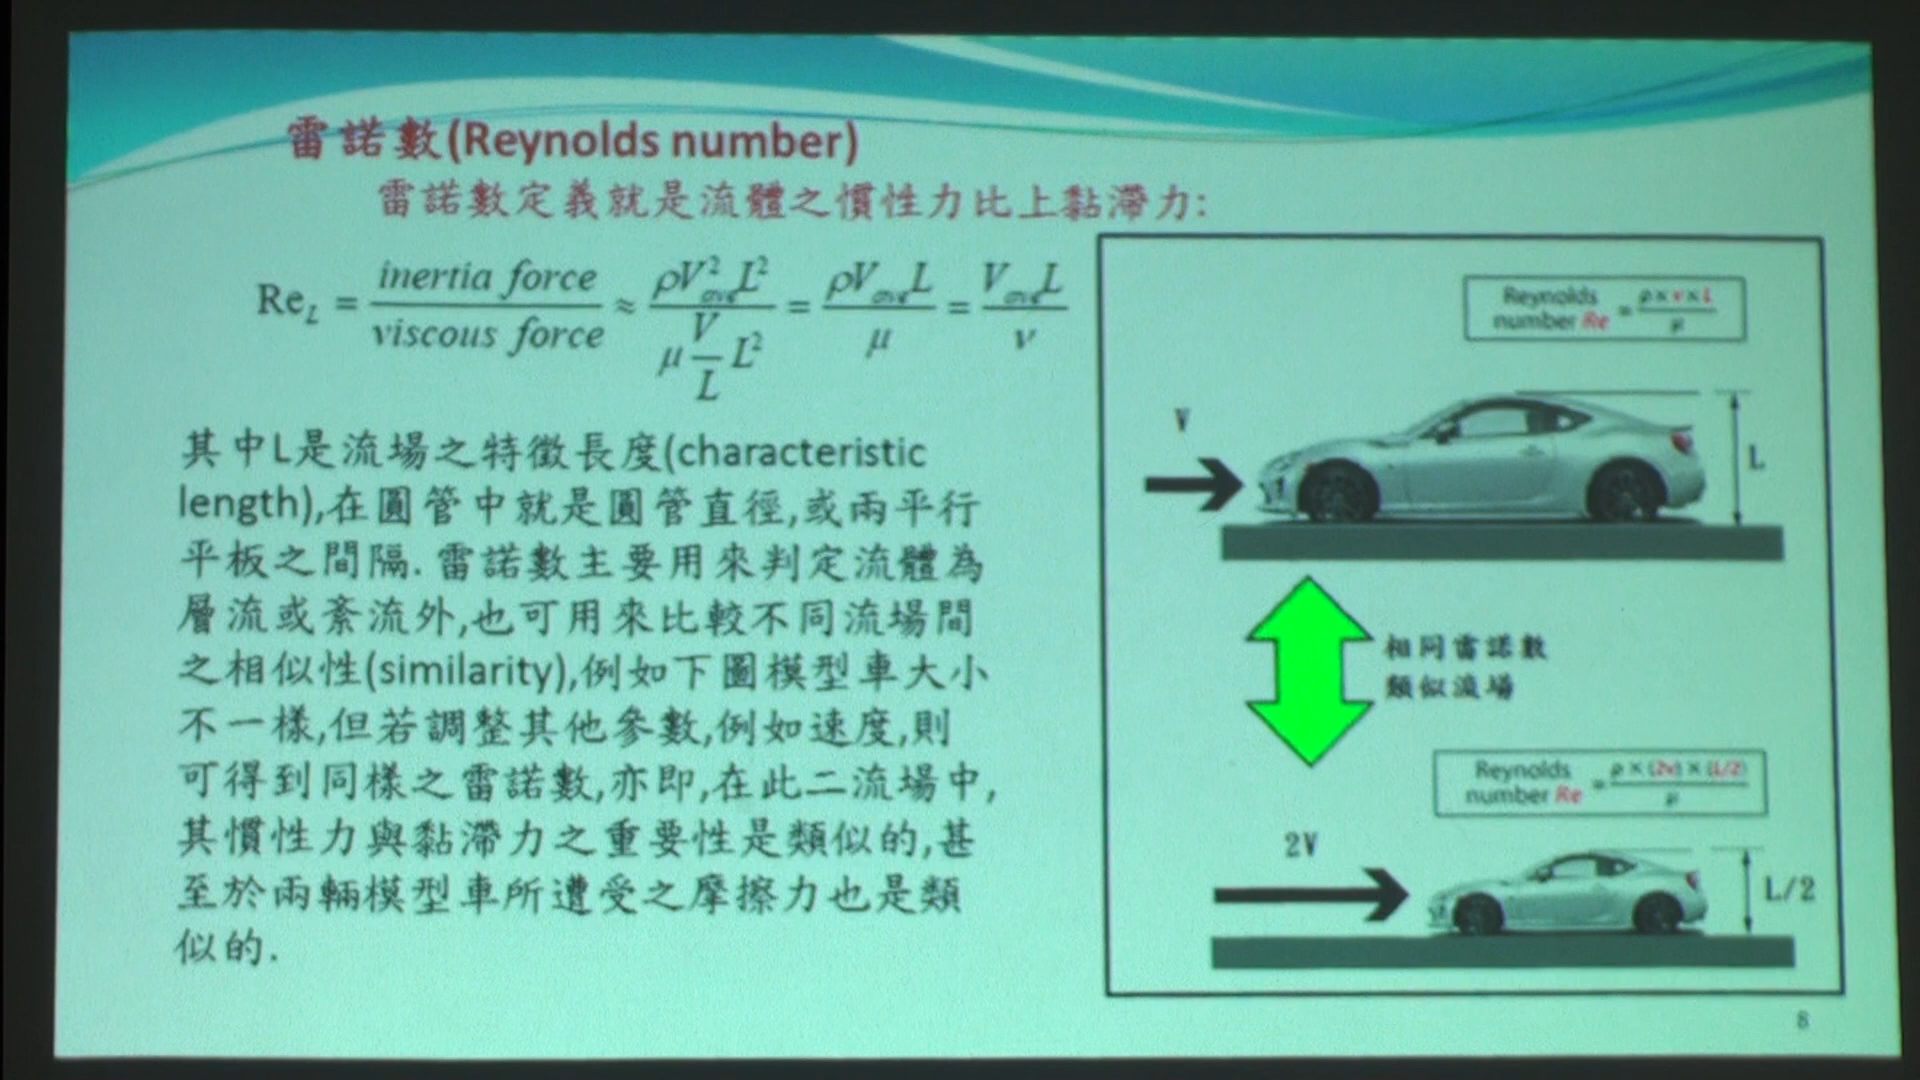 雷諾數(Reynolds number)
雷諾數定義就是流體之慣性力比上黏滯力:
Re_L = inertia force / viscous force ≈ ρV²_ave L² / μ (V/L) L² = ρV_ave L / μ = V_ave L / ν
其中L是流場之特徵長度(characteristic
length),在圓管中就是圓管直徑,或兩平行
平板之間隔. 雷諾數主要用來判定流體為
層流或紊流外,也可用來比較不同流場間
之相似性(similarity),例如下圖模型車大小
不一樣,但若調整其他參數,例如速度,則
可得到同樣之雷諾數,亦即,在此二流場中,
其慣性力與黏滯力之重要性是類似的,甚
至於兩輛模型車所遭受之摩擦力也是類
似的.
Reynolds number Re = ρ×v×L / μ
V
L
相同雷諾數
類似流場
Reynolds number Re = ρ×(2v)×(L/2) / μ
2V
L/2
8